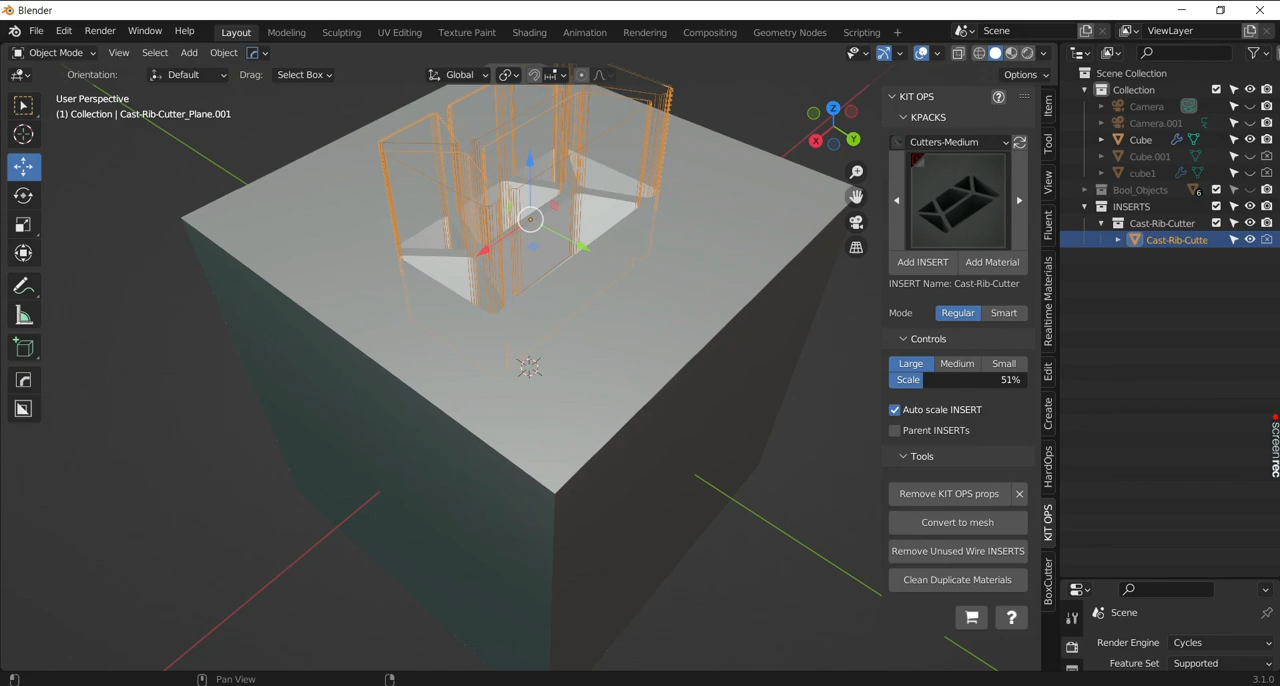 Blender
File Edit Render Window Help Layout Modeling Sculpting UV Editing Texture Paint Shading Animation Rendering Compositing Geometry Nodes Scripting + Scene ViewLayer
Object Mode View Select Add Object
Orientation: Default Drag: Select Box Global Options
User Perspective
(1) Collection | Cast-Rib-Cutter_Plane.001
Z
X
Y
KIT OPS
KPACKS
Cutters-Medium
Add INSERT Add Material
INSERT Name: Cast-Rib-Cutter
Mode Regular Smart
Controls
Large Medium Small
Scale 51%
Auto scale INSERT
Parent INSERTs
Tools
Remove KIT OPS props
Convert to mesh
Remove Unused Wire INSERTS
Clean Duplicate Materials
?
Item
Tool
View
Fluent
Realtime Materials
Edit
Create
HardOps
KIT OPS
BoxCutter
Scene Collection
Collection
Camera
Camera.001
Cube
Cube.001
cube1
Bool_Objects 6
INSERTS
Cast-Rib-Cutter
Cast-Rib-Cutte
screenrec
Scene
Render Engine Cycles
Feature Set Supported
Pan View
3.1.0